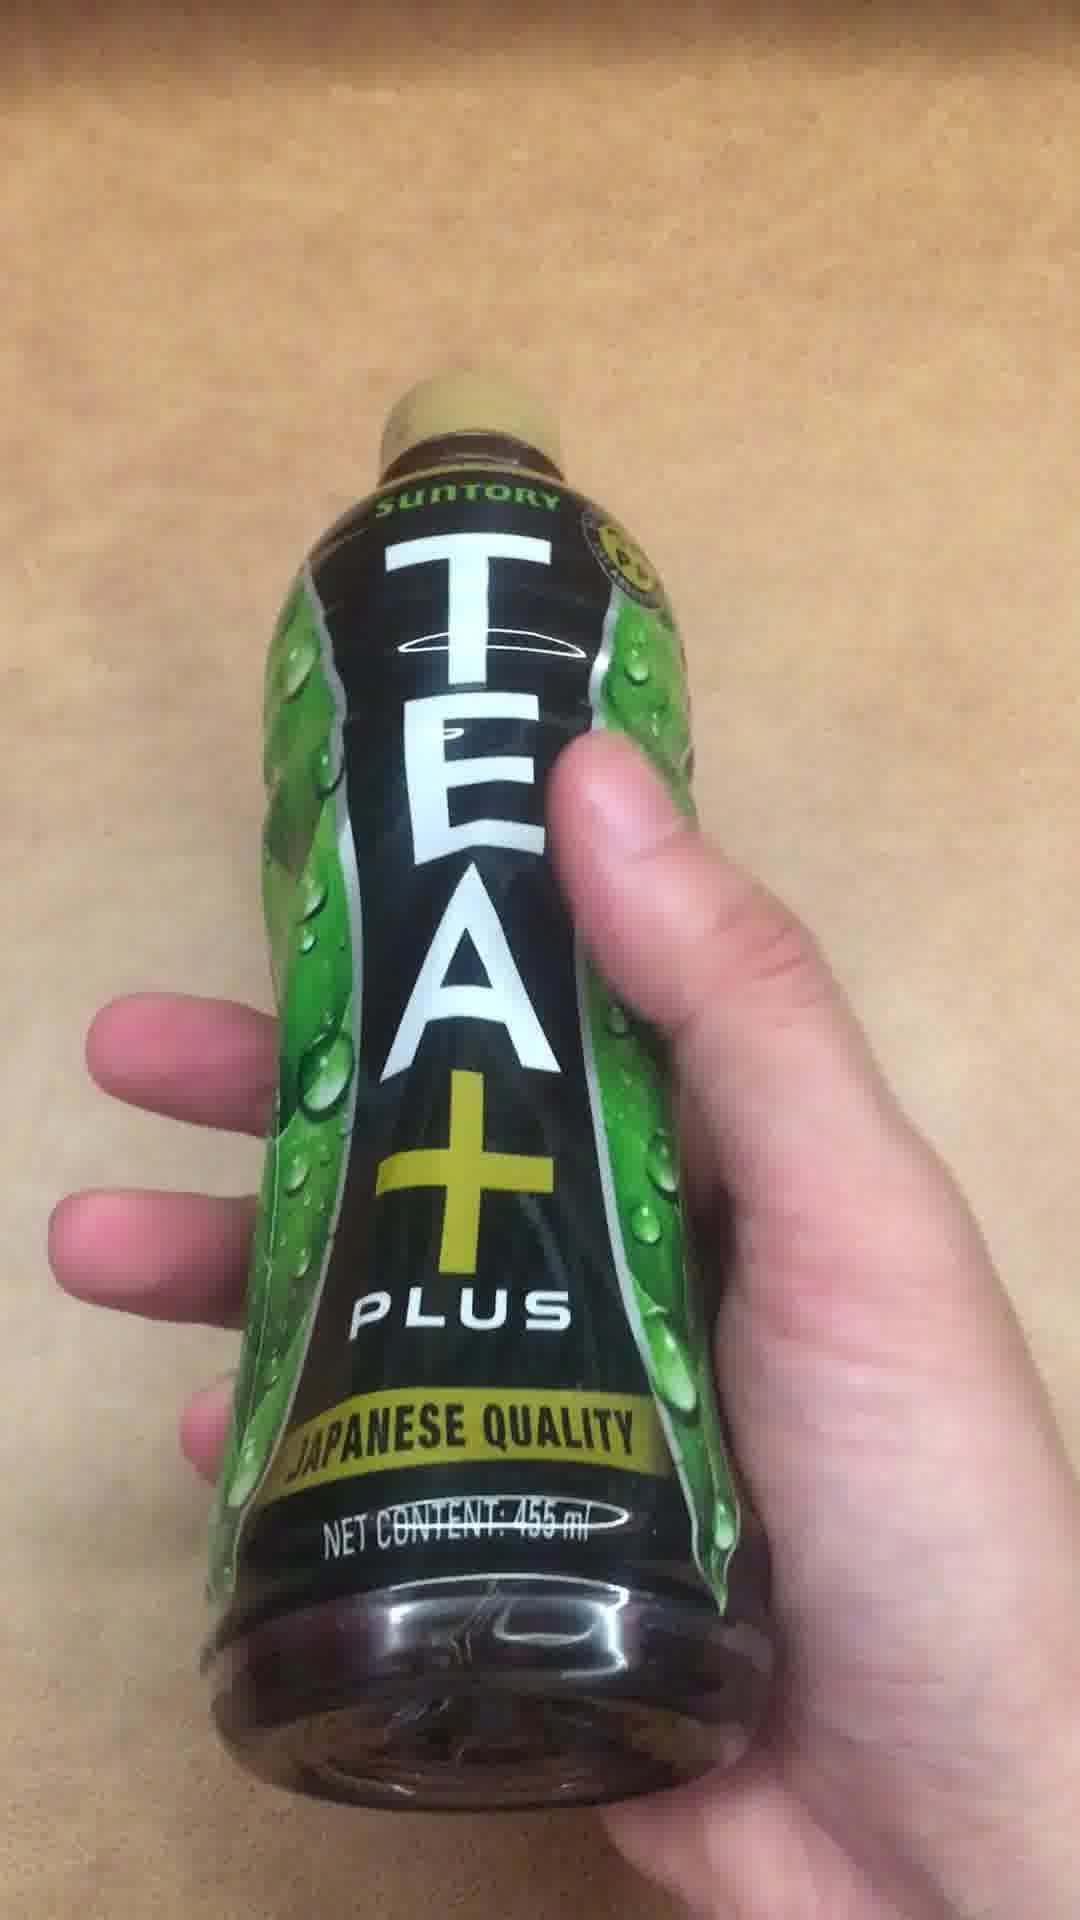 SUNTORY
TEA
+
PLUS
JAPANESE QUALITY
NET CONTENT: 455 ml